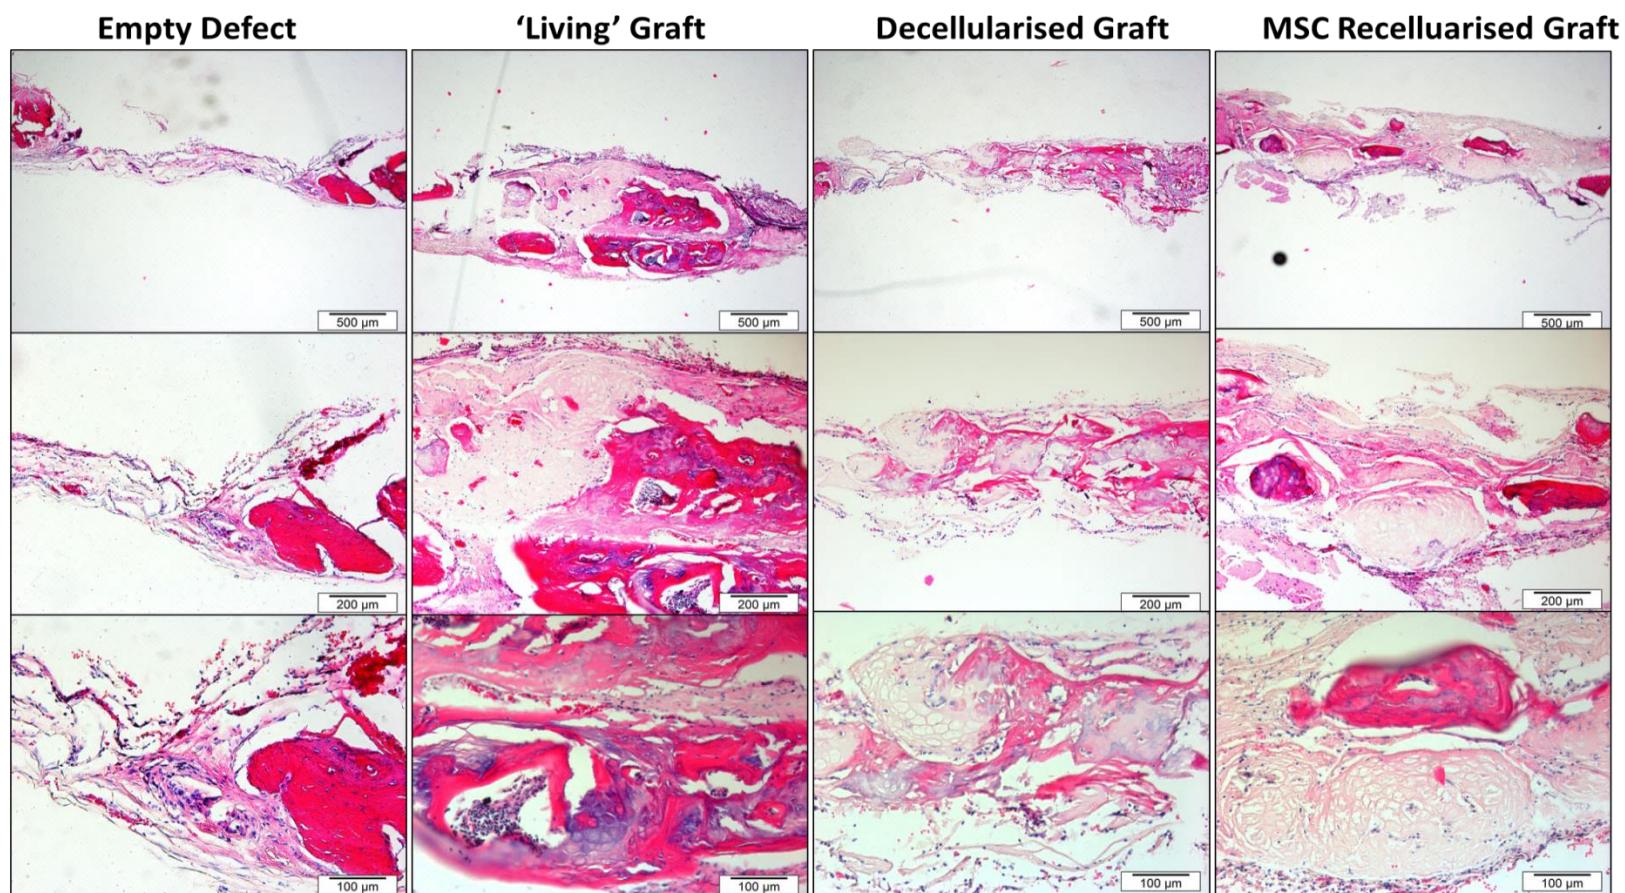 Empty Defect
‘Living’ Graft
Decellularised Graft
MSC Recelluarised Graft
500 µm
500 µm
500 µm
500 µm
200 µm
200 µm
200 µm
200 µm
100 µm
100 µm
100 µm
100 µm